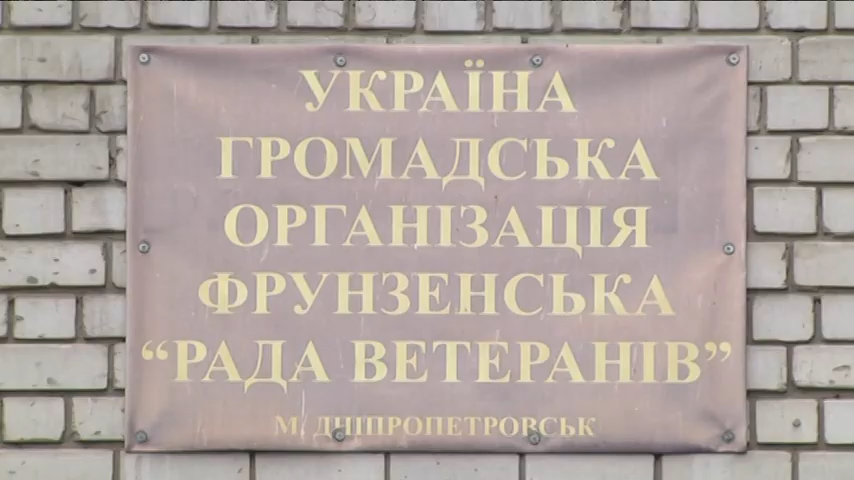 УКРАЇНА
ГРОМАДСЬКА
ОРГАНІЗАЦІЯ
ФРУНЗЕНСЬКА
“РАДА ВЕТЕРАНІВ”
М. ДНІПРОПЕТРОВСЬК